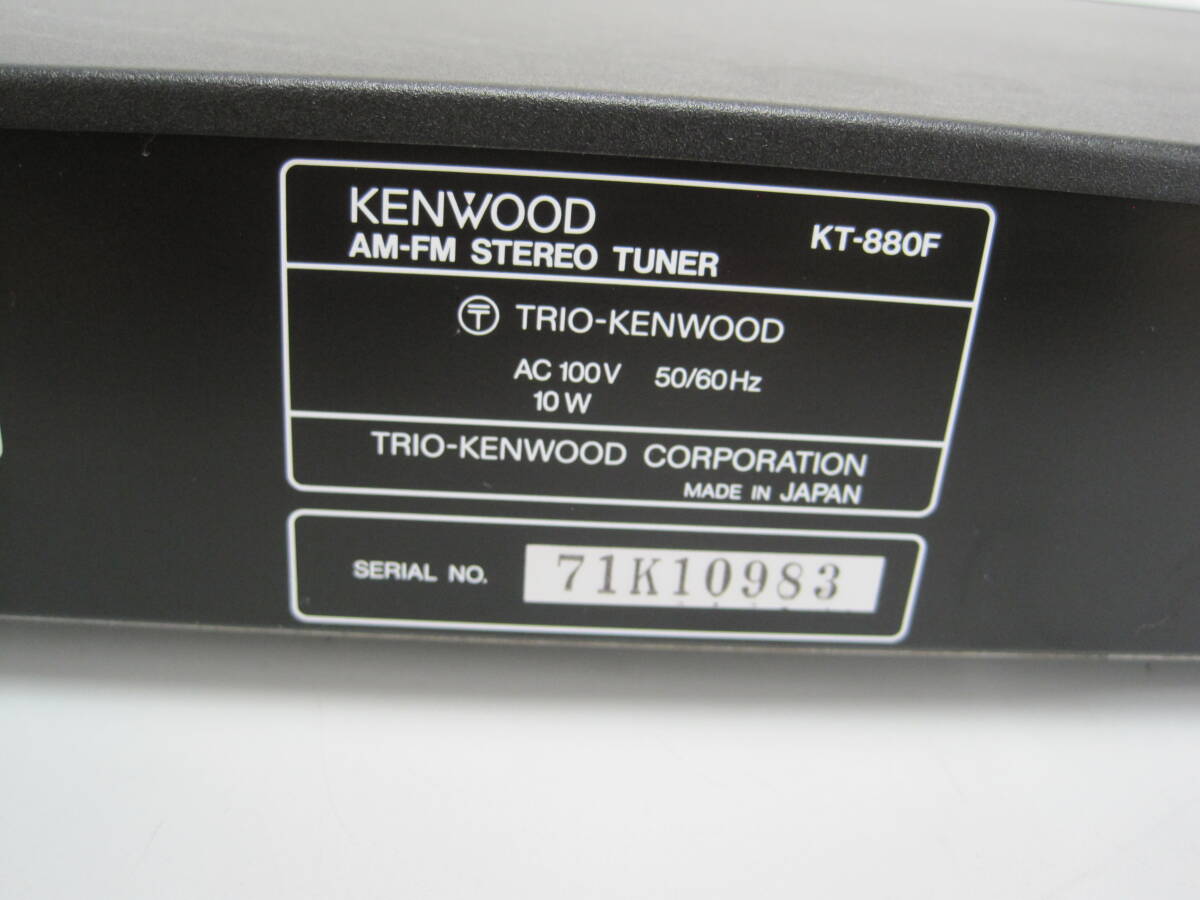 KENWOOD
AM-FM STEREO TUNER
KT-880F
TRIO-KENWOOD
AC 100V 50/60Hz
10W
TRIO-KENWOOD CORPORATION
MADE IN JAPAN
SERIAL NO. 71K10983